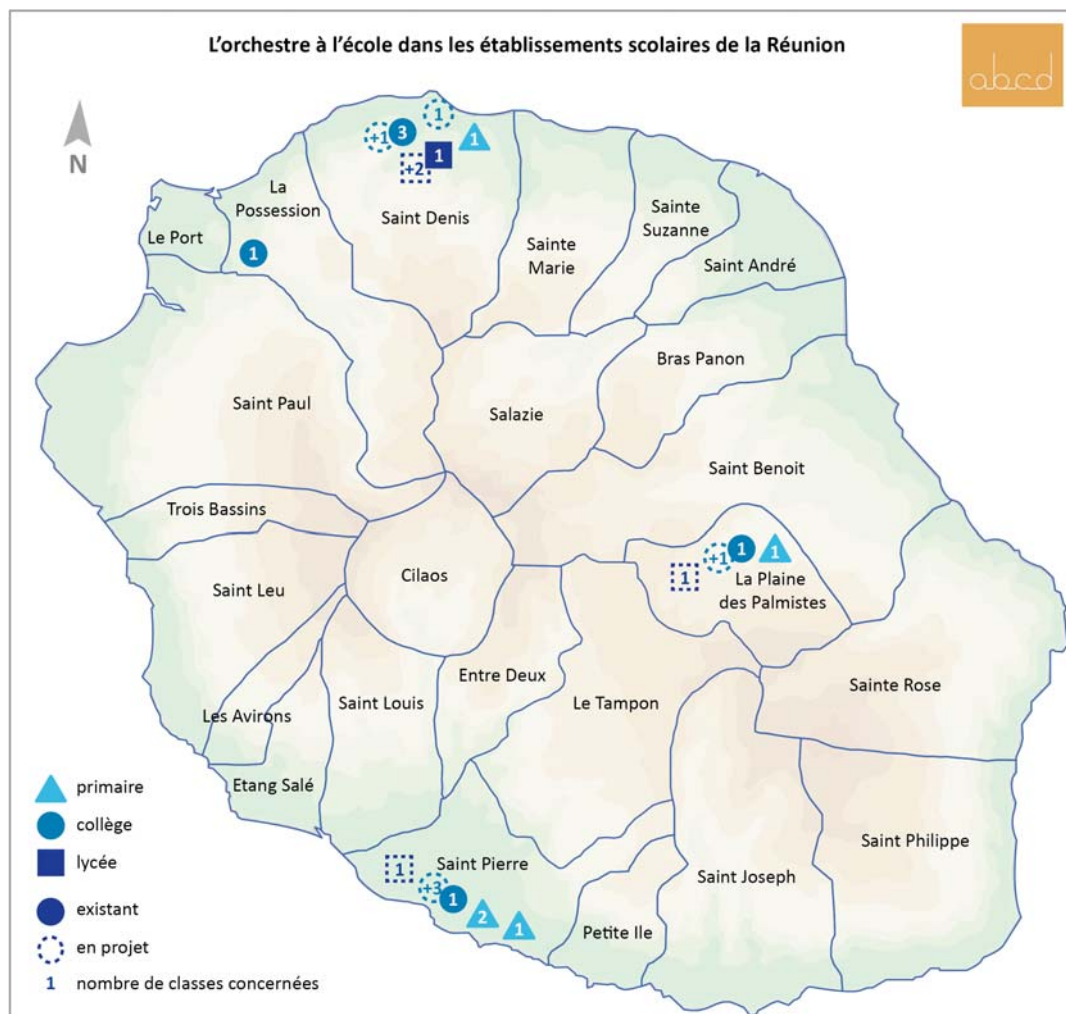 L'orchestre à l'école dans les établissements scolaires de la Réunion
abcd
N
1
+1
3
1
+2
1
La
Possession
Saint Denis
Sainte
Suzanne
Le Port
1
Sainte
Marie
Saint André
Bras Panon
Saint Paul
Salazie
Saint Benoit
Trois Bassins
1
+1
1
1
Cilaos
La Plaine
des Palmistes
Saint Leu
Entre Deux
Sainte Rose
Saint Louis
Le Tampon
Les Avirons
Etang Salé
primaire
collège
lycée
existant
en projet
1 nombre de classes concernées
Saint Philippe
Saint Pierre
1
Saint Joseph
+3
1
2
1
Petite Ile